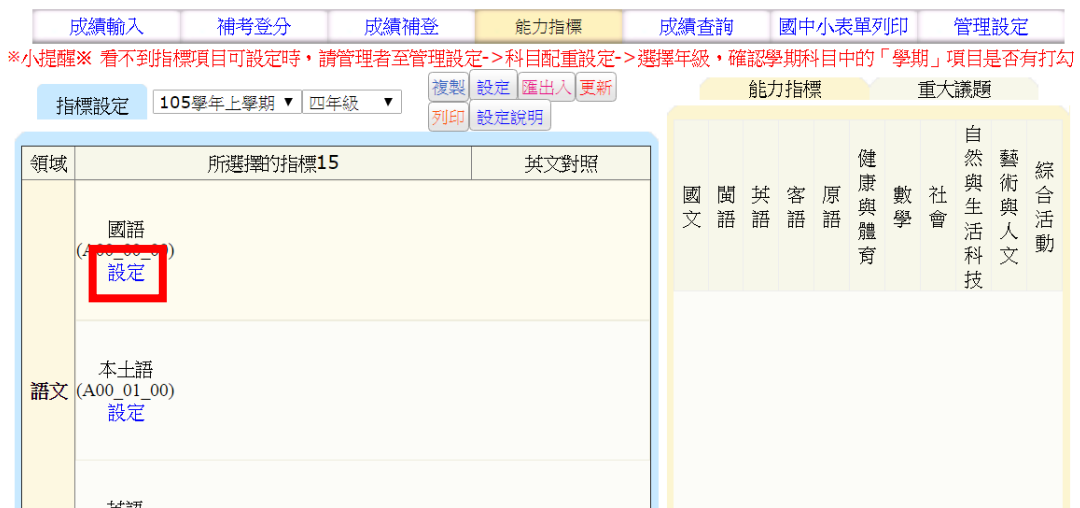 成績輸入 補考登分 成績補登 能力指標 成績查詢 國中小表單列印 管理設定
※小提醒※ 看不到指標項目可設定時，請管理者至管理設定->科目配重設定->選擇年級，確認學期科目中的「學期」項目是否有打勾
指標設定 105學年上學期 四年級
複製 設定 匯出入 更新
列印 設定說明
領域 所選擇的指標15 英文對照
國語
(A00_00_00)
設定
語文
本土語
(A00_01_00)
設定
英語
能力指標 重大議題
國文
閩語
英語
客語
原語
健康與體育
數學
社會
自然與生活科技
藝術與人文
綜合活動